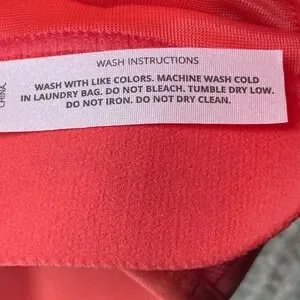 WASH INSTRUCTIONS
WASH WITH LIKE COLORS. MACHINE WASH COLD
IN LAUNDRY BAG. DO NOT BLEACH. TUMBLE DRY LOW.
DO NOT IRON. DO NOT DRY CLEAN.
CHINA